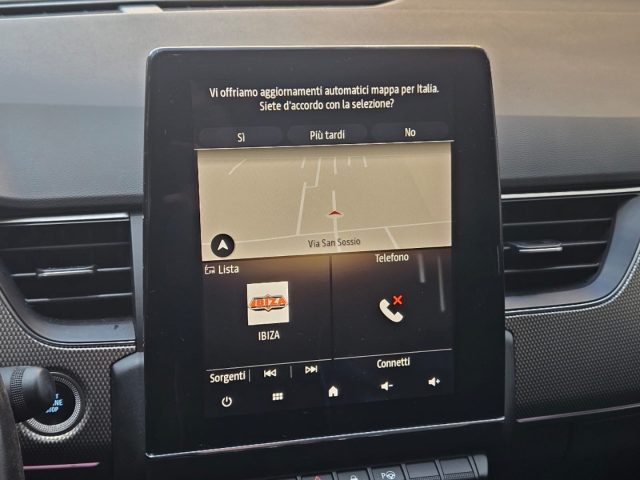 Vi offriamo aggiornamenti automatici mappa per Italia.
Siete d'accordo con la selezione?
Sì
Più tardi
No
Via San Sossio
Lista
Telefono
IBIZA
IBIZA
Sorgenti
Connetti
STOP